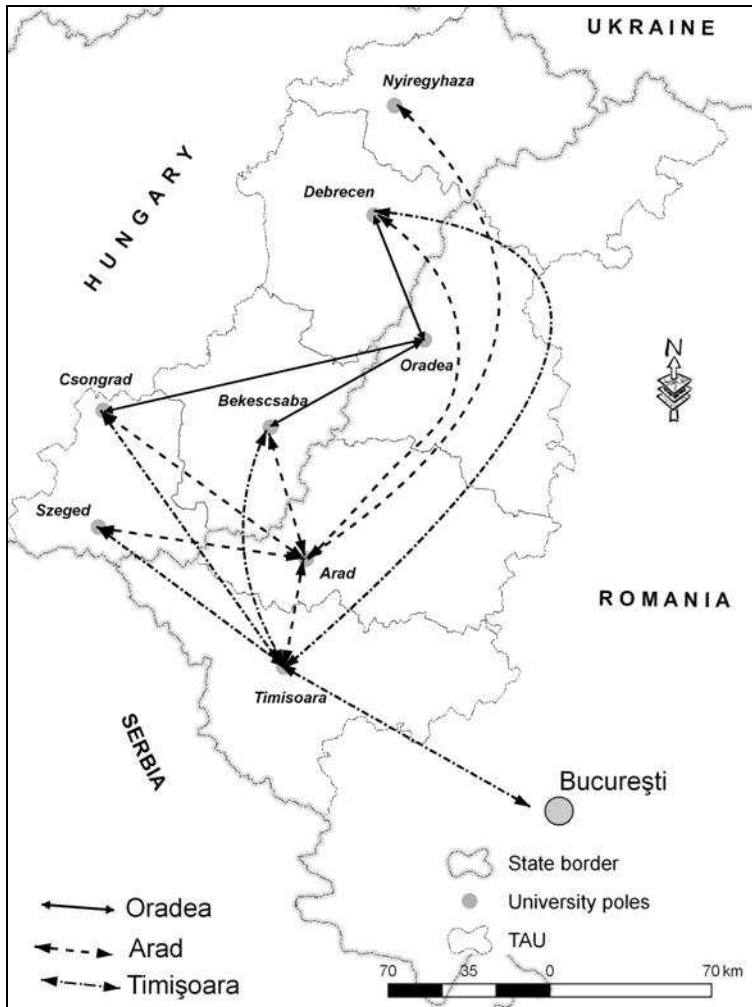 UKRAINE
Nyiregyhaza
HUNGARY
Debrecen
Oradea
N
Csongrad
Bekescsaba
Szeged
Arad
ROMANIA
Timisoara
SERBIA
Bucureşti
State border
Oradea
University poles
Arad
TAU
Timişoara
70 35 0 70 km